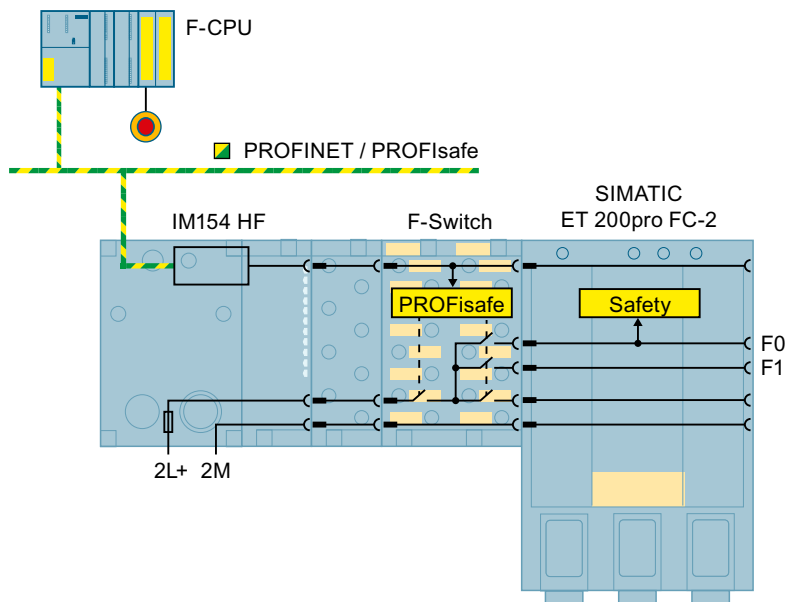 F-CPU
PROFINET / PROFIsafe
SIMATIC
ET 200pro FC-2
IM154 HF
F-Switch
PROFisafe
Safety
F0
F1
2L+
2M